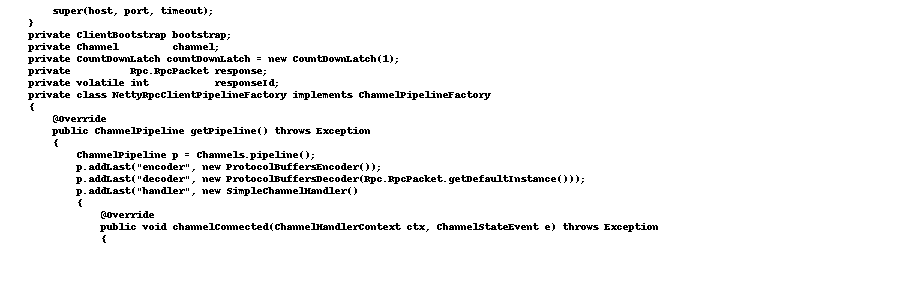 super(host, port, timeout);
}
private ClientBootstrap bootstrap;
private Channel         channel;
private CountDownLatch countDownLatch = new CountDownLatch(1);
private          Rpc.RpcPacket response;
private volatile int           responseId;
private class NettyRpcClientPipelineFactory implements ChannelPipelineFactory
{
@Override
public ChannelPipeline getPipeline() throws Exception
{
ChannelPipeline p = Channels.pipeline();
p.addLast("encoder", new ProtocolBuffersEncoder());
p.addLast("decoder", new ProtocolBuffersDecoder(Rpc.RpcPacket.getDefaultInstance()));
p.addLast("handler", new SimpleChannelHandler()
{
@Override
public void channelConnected(ChannelHandlerContext ctx, ChannelStateEvent e) throws Exception
{